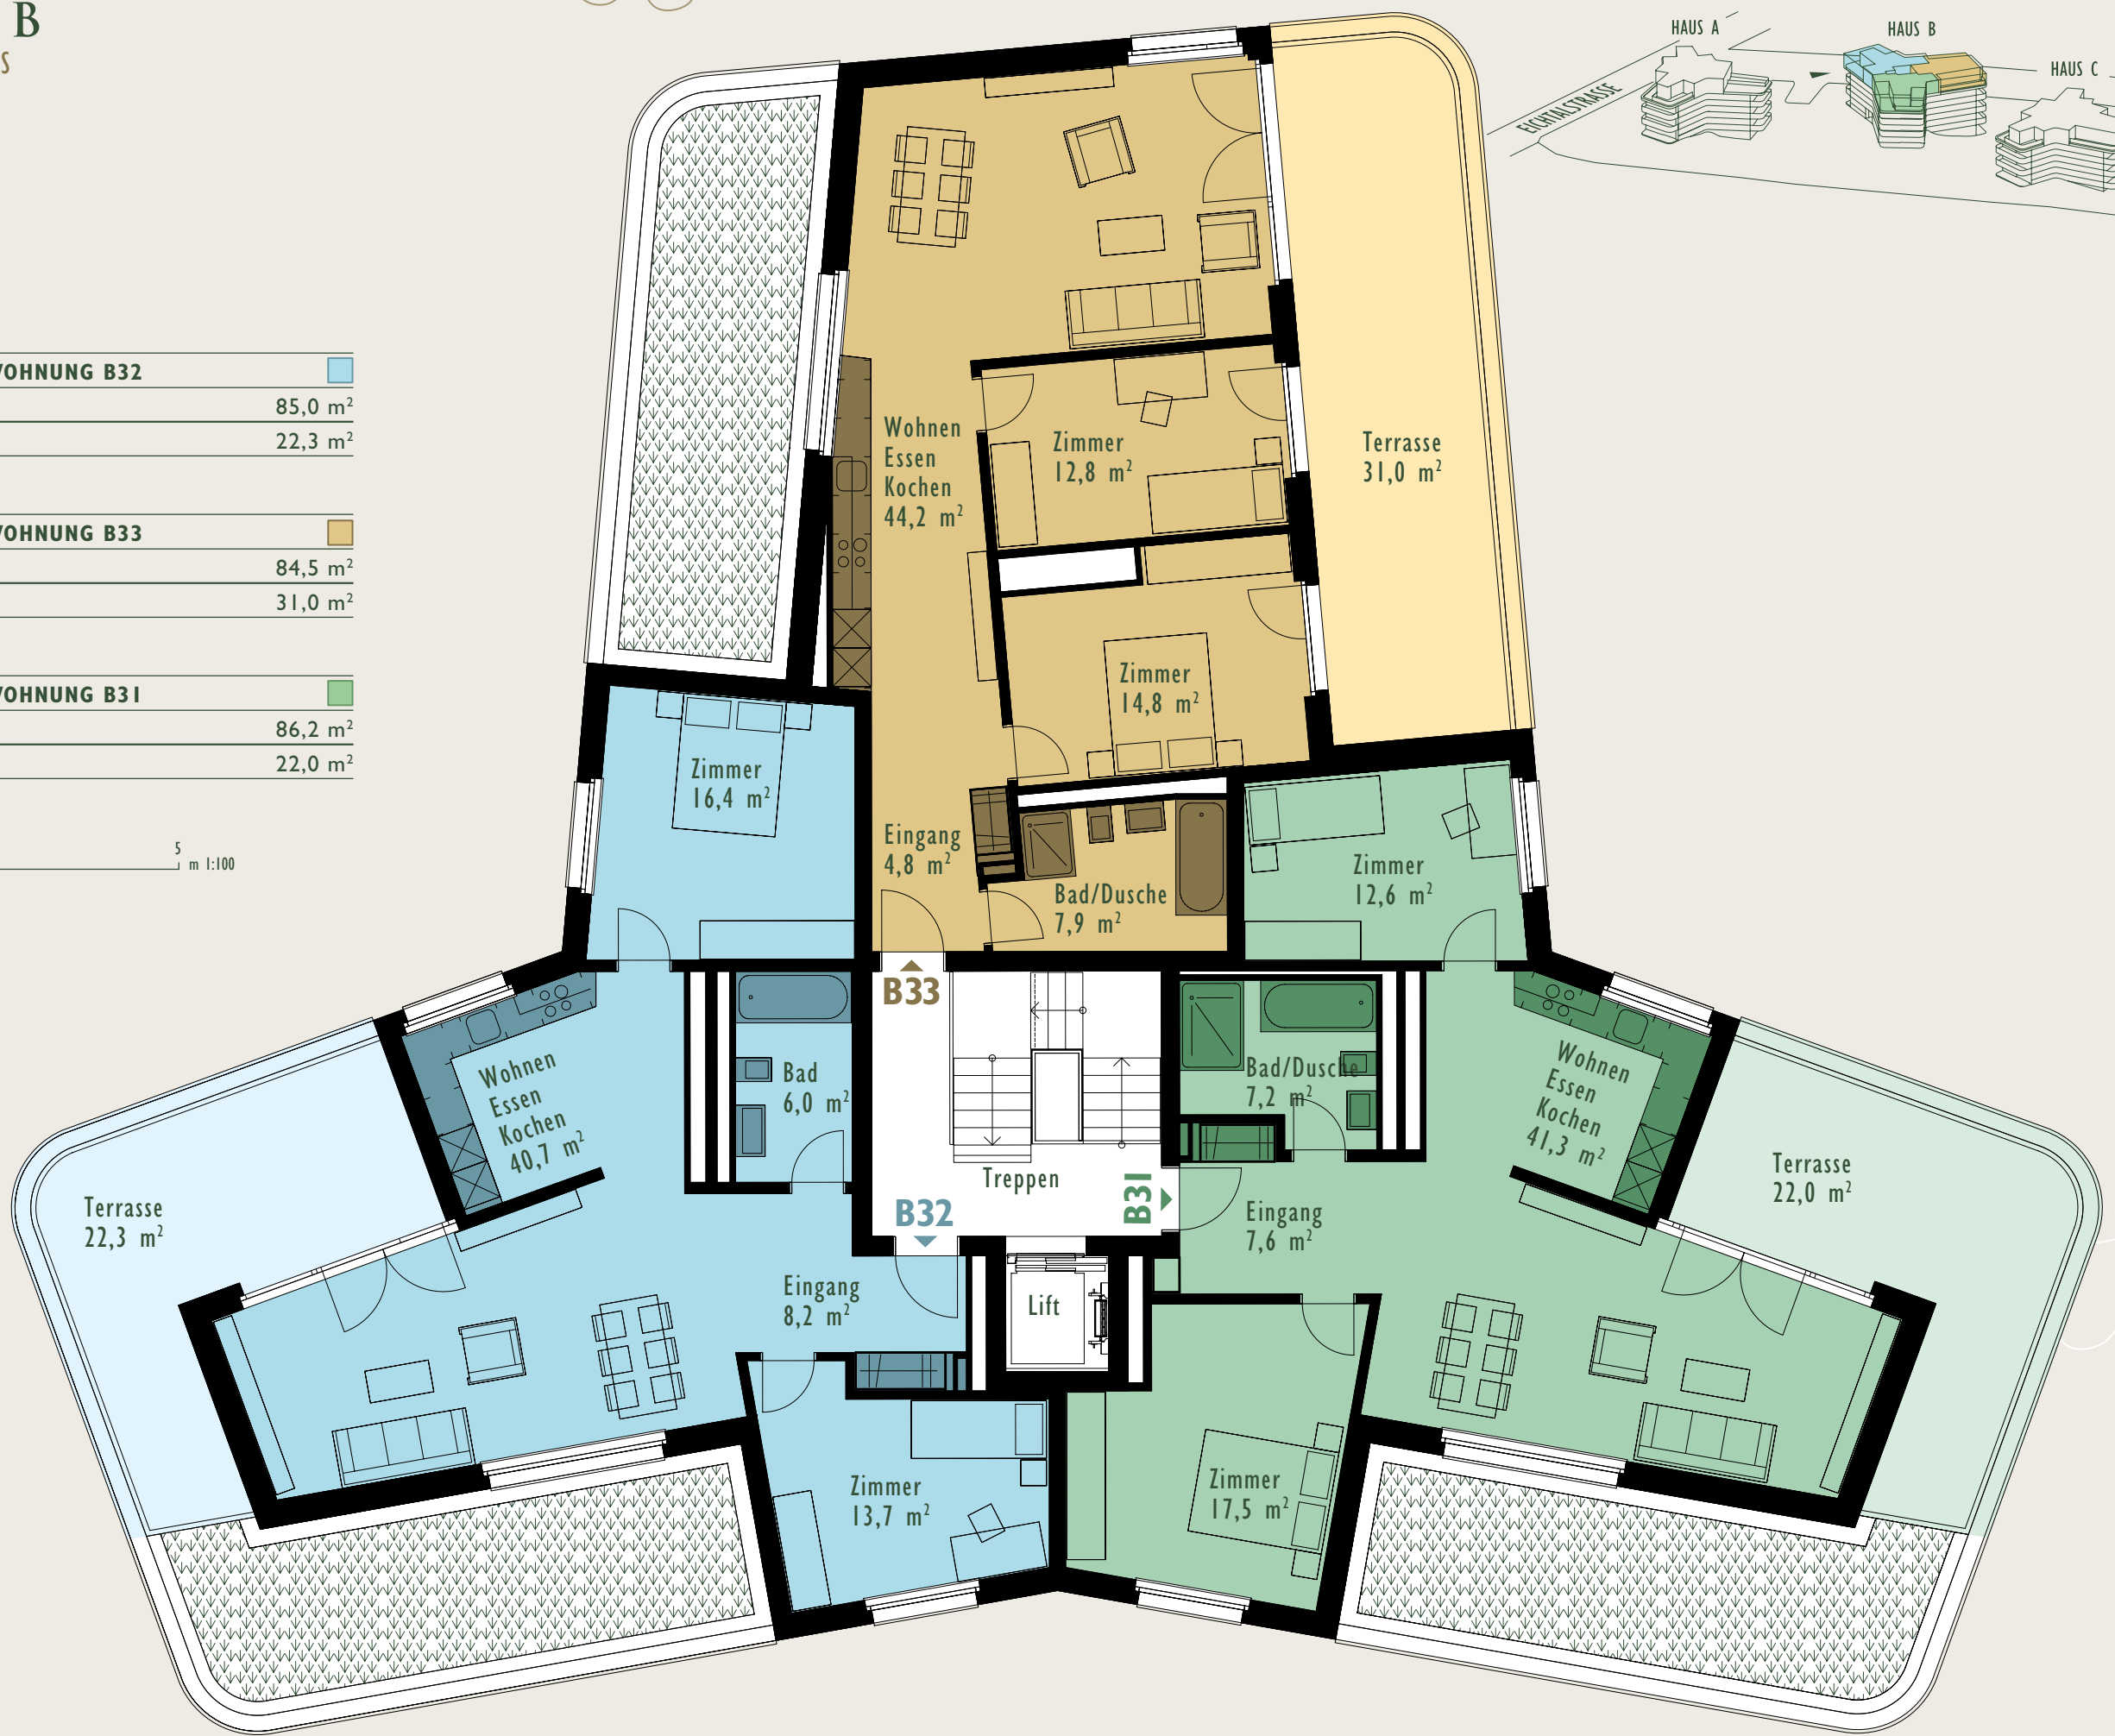 B
S
HAUS A
HAUS B
HAUS C
EICHTALSTRASSE
WOHNUNG B32
85,0 m²
22,3 m²
WOHNUNG B33
84,5 m²
31,0 m²
WOHNUNG B31
86,2 m²
22,0 m²
5
m 1:100
Wohnen
Essen
Kochen
44,2 m²
Zimmer
12,8 m²
Terrasse
31,0 m²
Zimmer
14,8 m²
Zimmer
16,4 m²
Eingang
4,8 m²
Bad/Dusche
7,9 m²
Zimmer
12,6 m²
B33
Wohnen
Essen
Kochen
40,7 m²
Bad
6,0 m²
Bad/Dusche
7,2 m²
Wohnen
Essen
Kochen
41,3 m²
Terrasse
22,3 m²
Treppen
B32
B31
Eingang
7,6 m²
Terrasse
22,0 m²
Eingang
8,2 m²
Lift
Zimmer
13,7 m²
Zimmer
17,5 m²